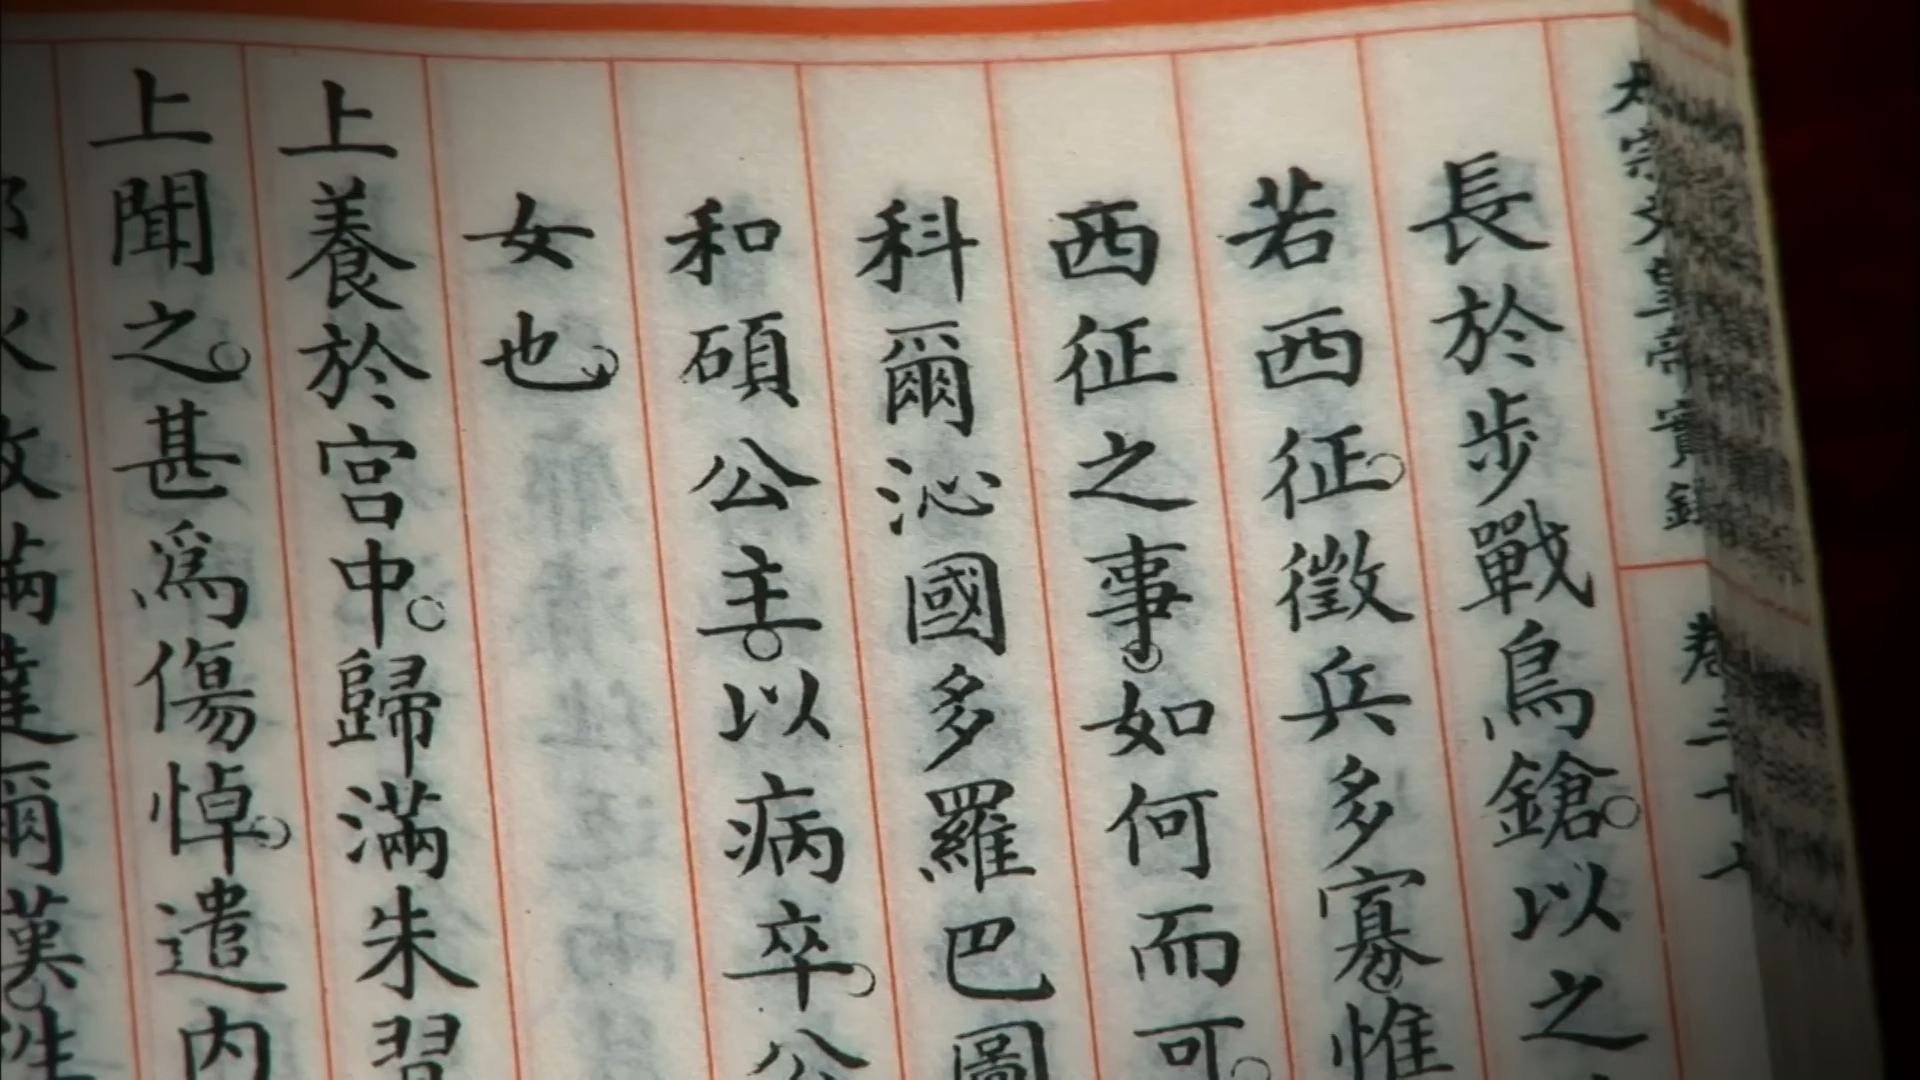 長於步戰鳥鎗。以之
若西征。徵兵多寡。惟
西征之事。如何而可。
科爾沁國多羅巴圖
和碩公主。以病卒。公
女也。
上養於宮中。歸滿朱習
上聞之。甚爲傷悼。遣內